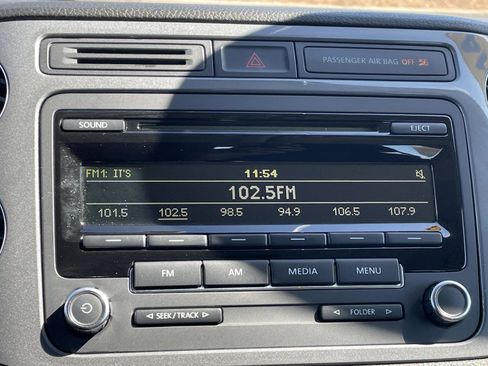 PASSENGER AIR BAG OFF
SOUND
EJECT
FM1: IT'S 11:54
102.5FM
101.5 102.5 98.5 94.9 106.5 107.9
FM AM MEDIA MENU
◁ SEEK/TRACK ▷ ◁ FOLDER ▷